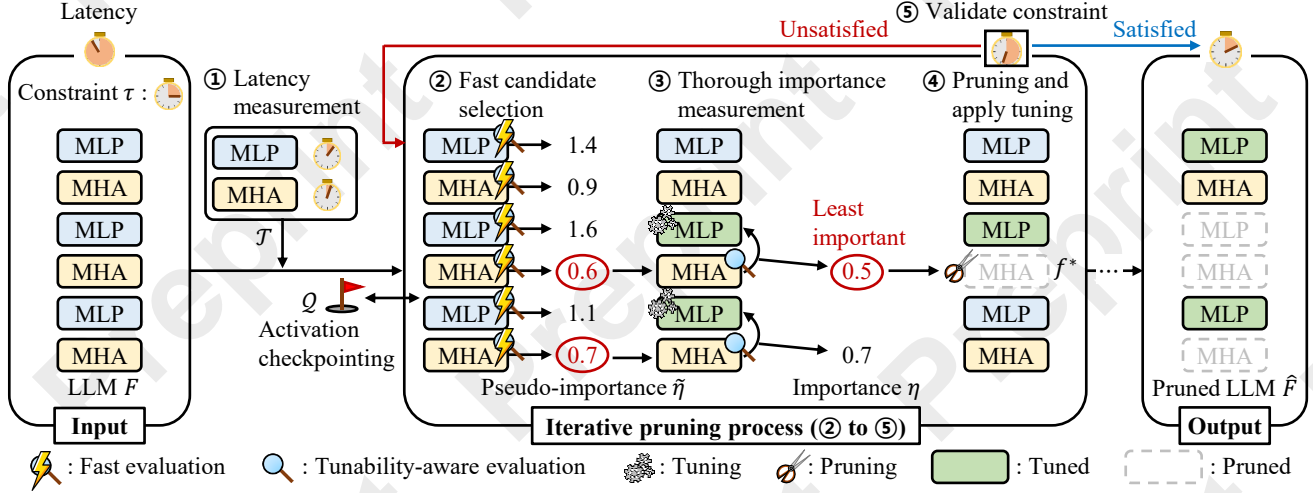 Latency
⑤ Validate constraint
Unsatisfied
Satisfied
Constraint τ :
① Latency
measurement
MLP
MHA
𝒯
MLP
MHA
MLP
MHA
MLP
MHA
LLM F
Input
𝒬
Activation
checkpointing
② Fast candidate
selection
MLP 1.4
MHA 0.9
MLP 1.6
MHA 0.6
MLP 1.1
MHA 0.7
Pseudo-importance η̃
③ Thorough importance
measurement
MLP
MHA
MLP
MHA
MLP
MHA
Least
important
0.5
0.7
Importance η
④ Pruning and
apply tuning
MLP
MHA
MLP
MHA f*
MLP
MHA
Iterative pruning process (② to ⑤)
MLP
MHA
MLP
MHA
MLP
MHA
Pruned LLM F̂
Output
: Fast evaluation
: Tunability-aware evaluation
: Tuning
: Pruning
: Tuned
: Pruned
Preprint
Preprint
Preprint